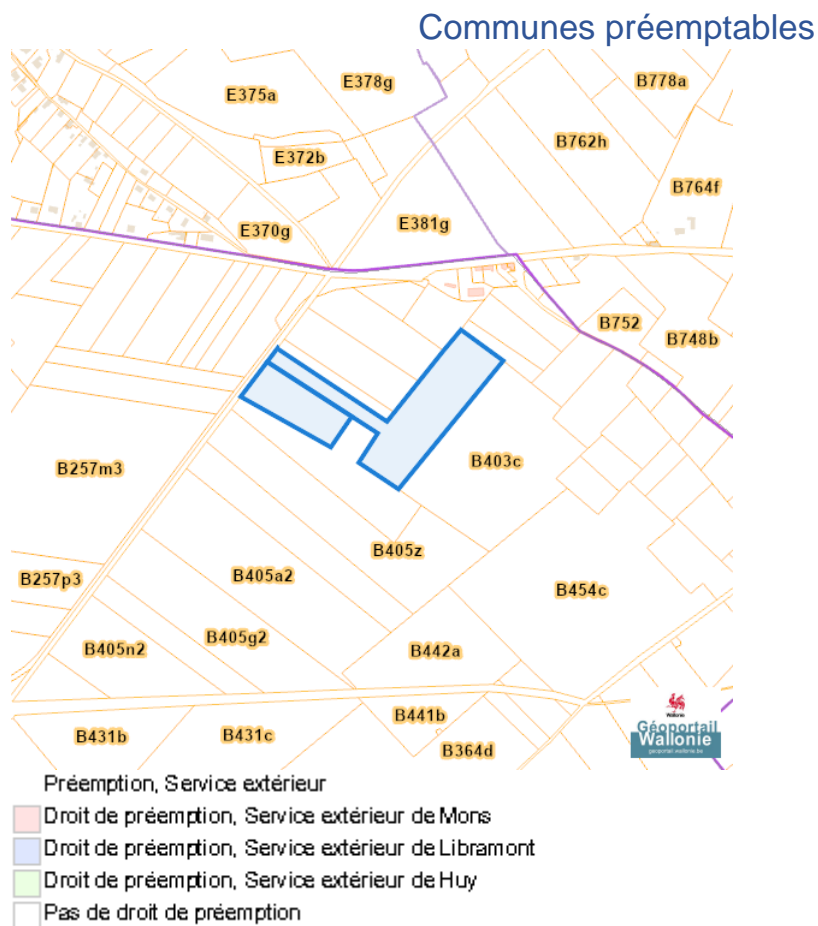 Communes préemptables
E375a
E378g
B778a
E372b
B762h
B764f
E370g
E381g
B752
B748b
B257m3
B403c
B405z
B257p3
B405a2
B454c
B405n2
B405g2
B442a
B431b
B431c
B441b
B364d
Wallonie
Géoportail
Wallonie
geoportail.wallonie.be
Préemption, Service extérieur
Droit de préemption, Service extérieur de Mons
Droit de préemption, Service extérieur de Libramont
Droit de préemption, Service extérieur de Huy
Pas de droit de préemption